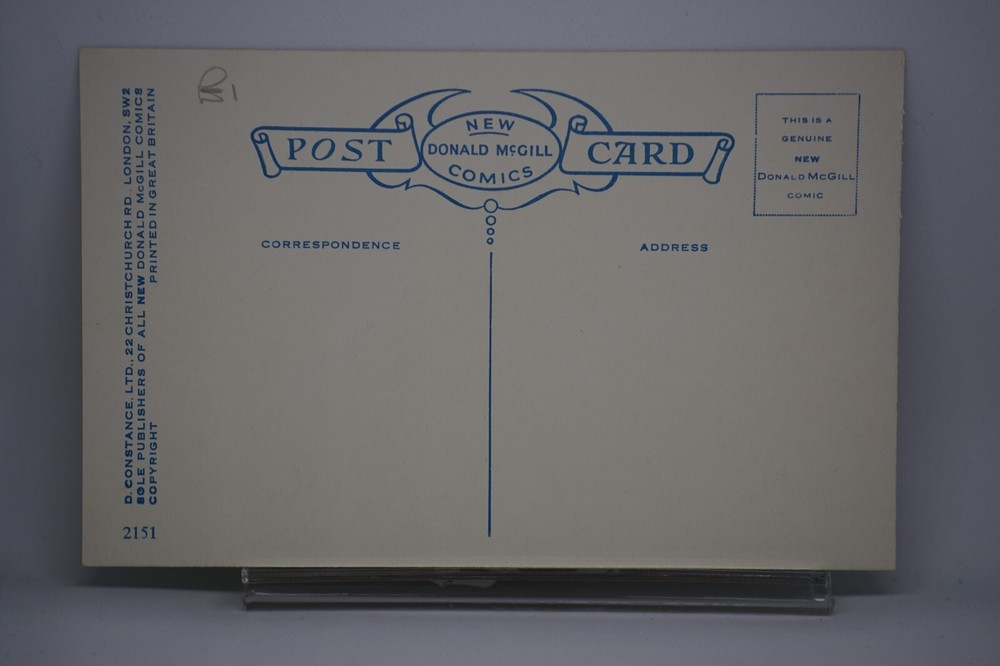 D. CONSTANCE, LTD., 22 CHRISTCHURCH RD. LONDON, SW2
SOLE PUBLISHERS OF ALL NEW DONALD McGILL COMICS
COPYRIGHT PRINTED IN GREAT BRITAIN
2151
POST
NEW
DONALD McGILL
COMICS
CARD
THIS IS A
GENUINE
NEW
DONALD McGILL
COMIC
CORRESPONDENCE
ADDRESS